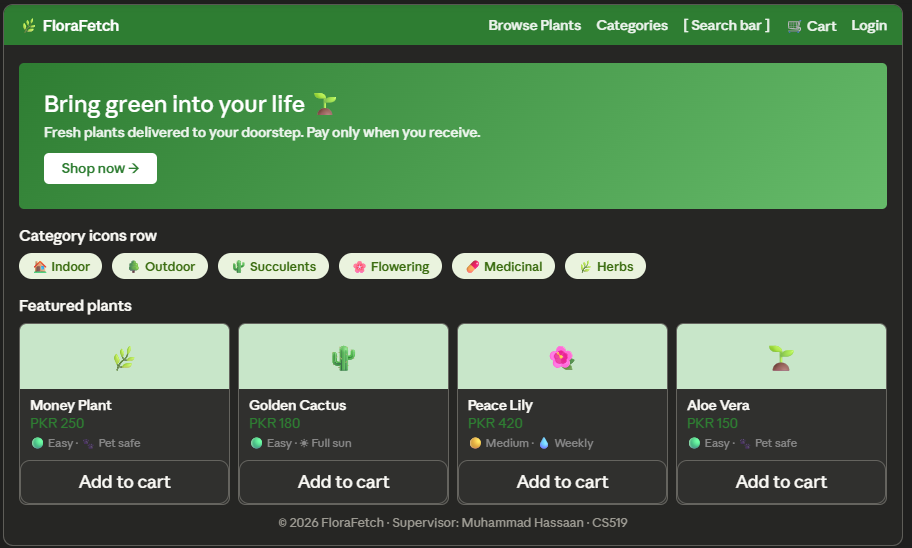 🌿 FloraFetch Browse Plants Categories [ Search bar ] 🛒 Cart Login
Bring green into your life 🌱
Fresh plants delivered to your doorstep. Pay only when you receive.
Shop now →
Category icons row
🏠 Indoor 🌳 Outdoor 🌵 Succulents 🌸 Flowering 💊 Medicinal 🌿 Herbs
Featured plants
Money Plant
PKR 250
🟢 Easy · 🐾 Pet safe
Add to cart
Golden Cactus
PKR 180
🟢 Easy · ☀ Full sun
Add to cart
Peace Lily
PKR 420
🟡 Medium · 💧 Weekly
Add to cart
Aloe Vera
PKR 150
🟢 Easy · 🐾 Pet safe
Add to cart
© 2026 FloraFetch · Supervisor: Muhammad Hassaan · CS519